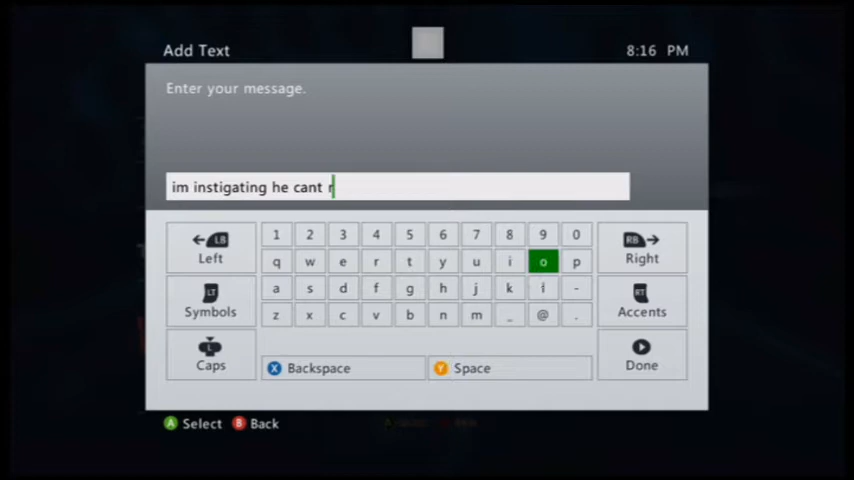 Add Text
8:16 PM
Enter your message.
im instigating he cant r
LB
Left
1 2 3 4 5 6 7 8 9 0
RB
Right
q w e r t y u i o p
LT
Symbols
a s d f g h j k l -
RT
Accents
z x c v b n m _ @ .
L
Caps
X Backspace
Y Space
Done
A Select B Back